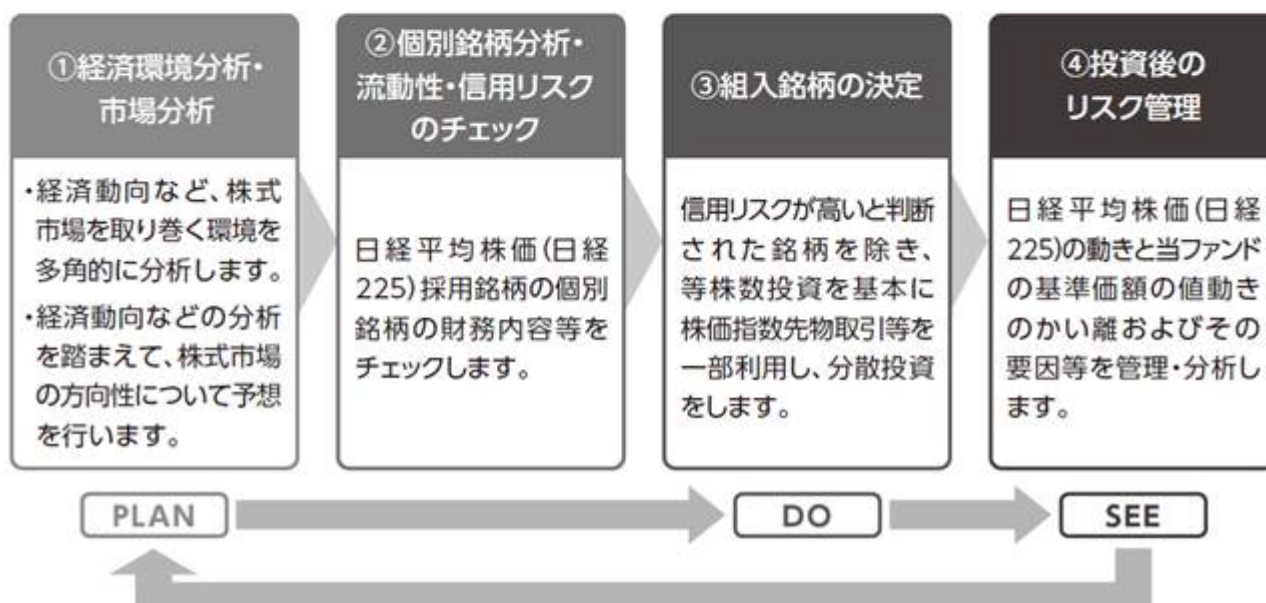 ①経済環境分析・
市場分析
・経済動向など、株式
市場を取り巻く環境を
多角的に分析します。
・経済動向などの分析
を踏まえて、株式市場
の方向性について予想
を行います。
②個別銘柄分析・
流動性・信用リスク
のチェック
日経平均株価(日経
225)採用銘柄の個別
銘柄の財務内容等を
チェックします。
③組入銘柄の決定
信用リスクが高いと判断
された銘柄を除き、
等株数投資を基本に
株価指数先物取引等を
一部利用し、分散投資
をします。
④投資後の
リスク管理
日経平均株価(日経
225)の動きと当ファンド
の基準価額の値動き
のかい離およびその
要因等を管理・分析し
ます。
PLAN
DO
SEE